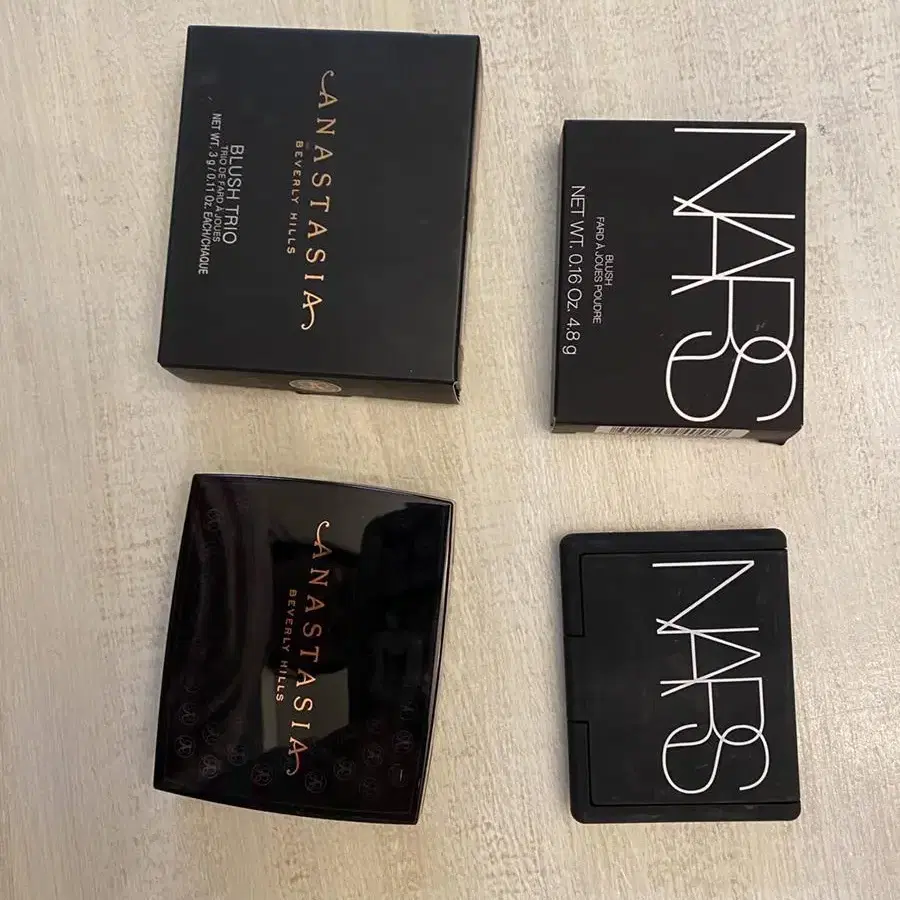 ANASTASIA
BEVERLY HILLS
BLUSH TRIO
TRIO DE FARD À JOUES
NET WT. 3 g / 0.11 Oz. EACH/CHAQUE
NARS
BLUSH
FARD À JOUES POUDRE
NET WT. 0.16 Oz. 4.8 g
ANASTASIA
BEVERLY HILLS
NARS